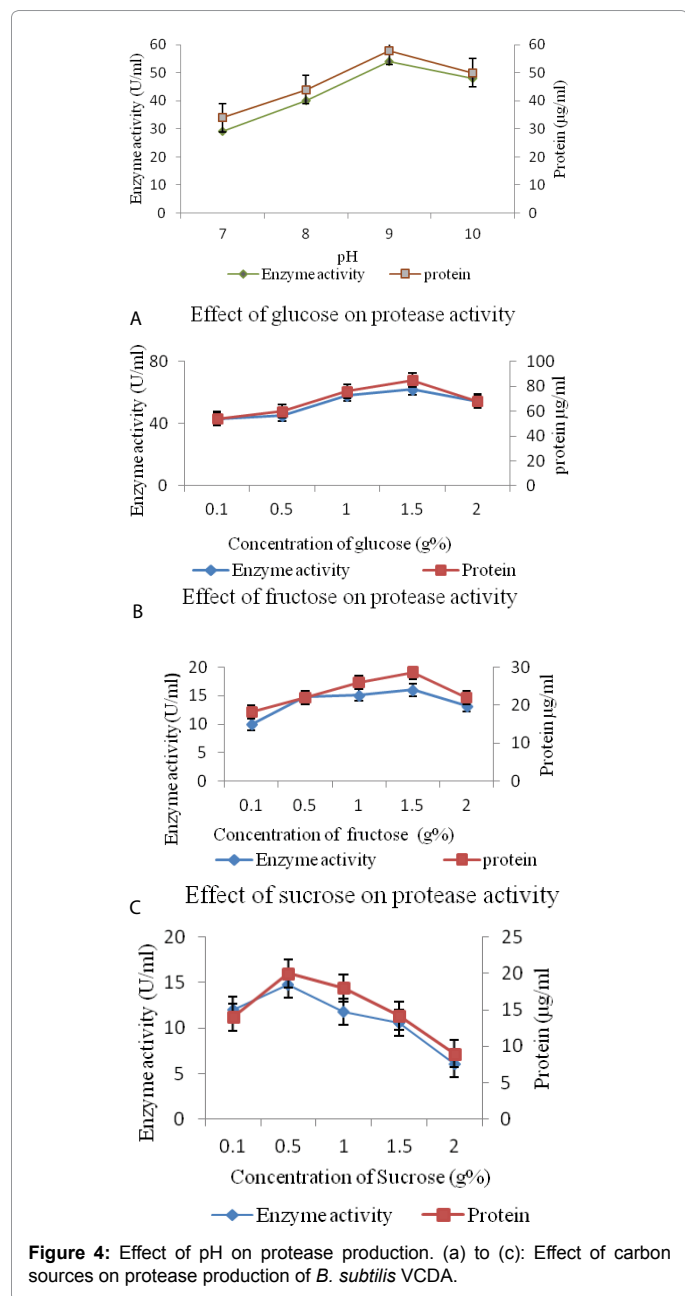 Enzyme activity (U/ml)
60
50
40
30
20
10
0
Protein (µg/ml)
60
50
40
30
20
10
0
7 8 9 10
pH
Enzyme activity protein
A Effect of glucose on protease activity
Enzyme activity (U/ml)
80
40
0
protein µg/ml
100
80
60
40
20
0
0.1 0.5 1 1.5 2
Concentration of glucose (g%)
Enzyme activity Protein
B Effect of fructose on protease activity
Enzyme activity (U/ml)
20
15
10
5
0
Protein µg/ml
30
20
10
0
0.1 0.5 1 1.5 2
Concentration of fructose (g%)
Enzyme activity protein
C Effect of sucrose on protease activity
Enzyme activity (U/ml)
20
15
10
5
0
Protein (µg/ml)
25
20
15
10
5
0
0.1 0.5 1 1.5 2
Concentration of Sucrose (g%)
Enzyme activity Protein
Figure 4: Effect of pH on protease production. (a) to (c): Effect of carbon
sources on protease production of B. subtilis VCDA.